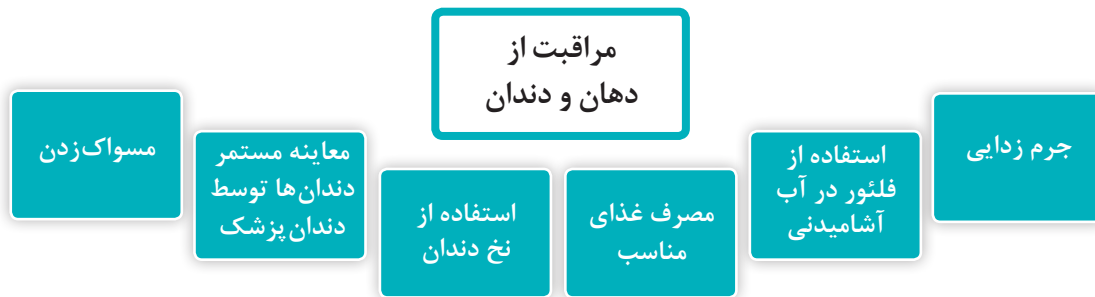 مراقبت از
دهان و دندان
جرم زدایی
استفاده از
فلئور در آب
آشامیدنی
مصرف غذای
مناسب
استفاده از
نخ دندان
معاینه مستمر
دندان‌ها توسط
دندان‌پزشک
مسواک‌زدن